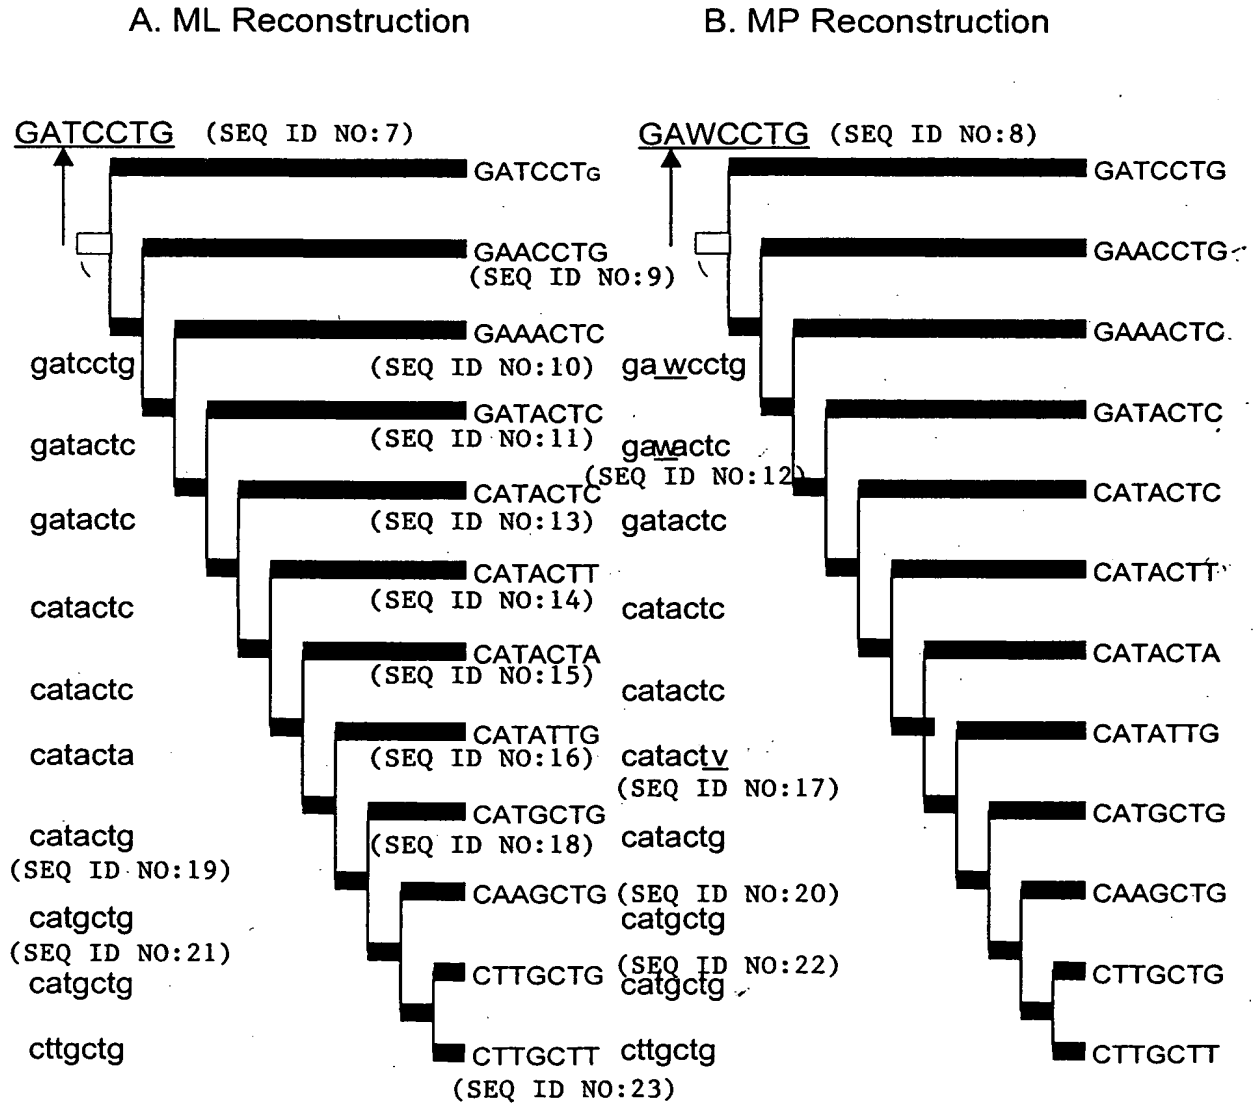 A. ML Reconstruction
B. MP Reconstruction
GATCCTG (SEQ ID NO:7)
GAWCCTG (SEQ ID NO:8)
GATCCTG
GATCCTG
GAACCTG
GAACCTG
(SEQ ID NO:9)
GAAACTC
GAAACTC
gatcctg
(SEQ ID NO:10)
gawcctg
GATACTC
GATACTC
gatactc
(SEQ ID NO:11)
gawactc
(SEQ ID NO:12)
CATACTC
CATACTC
gatactc
(SEQ ID NO:13)
gatactc
CATACTT
CATACTT
catactc
(SEQ ID NO:14)
catactc
CATACTA
CATACTA
catactc
(SEQ ID NO:15)
catactc
CATATTG
CATATTG
catacta
(SEQ ID NO:16)
catactv
(SEQ ID NO:17)
CATGCTG
CATGCTG
catactg
(SEQ ID NO:18)
catactg
(SEQ ID NO:19)
CAAGCTG (SEQ ID NO:20)
CAAGCTG
catgctg
catgctg
(SEQ ID NO:21)
CTTGCTG (SEQ ID NO:22)
CTTGCTG
catgctg
catgctg
cttgctg
CTTGCTT
cttgctg
CTTGCTT
(SEQ ID NO:23)